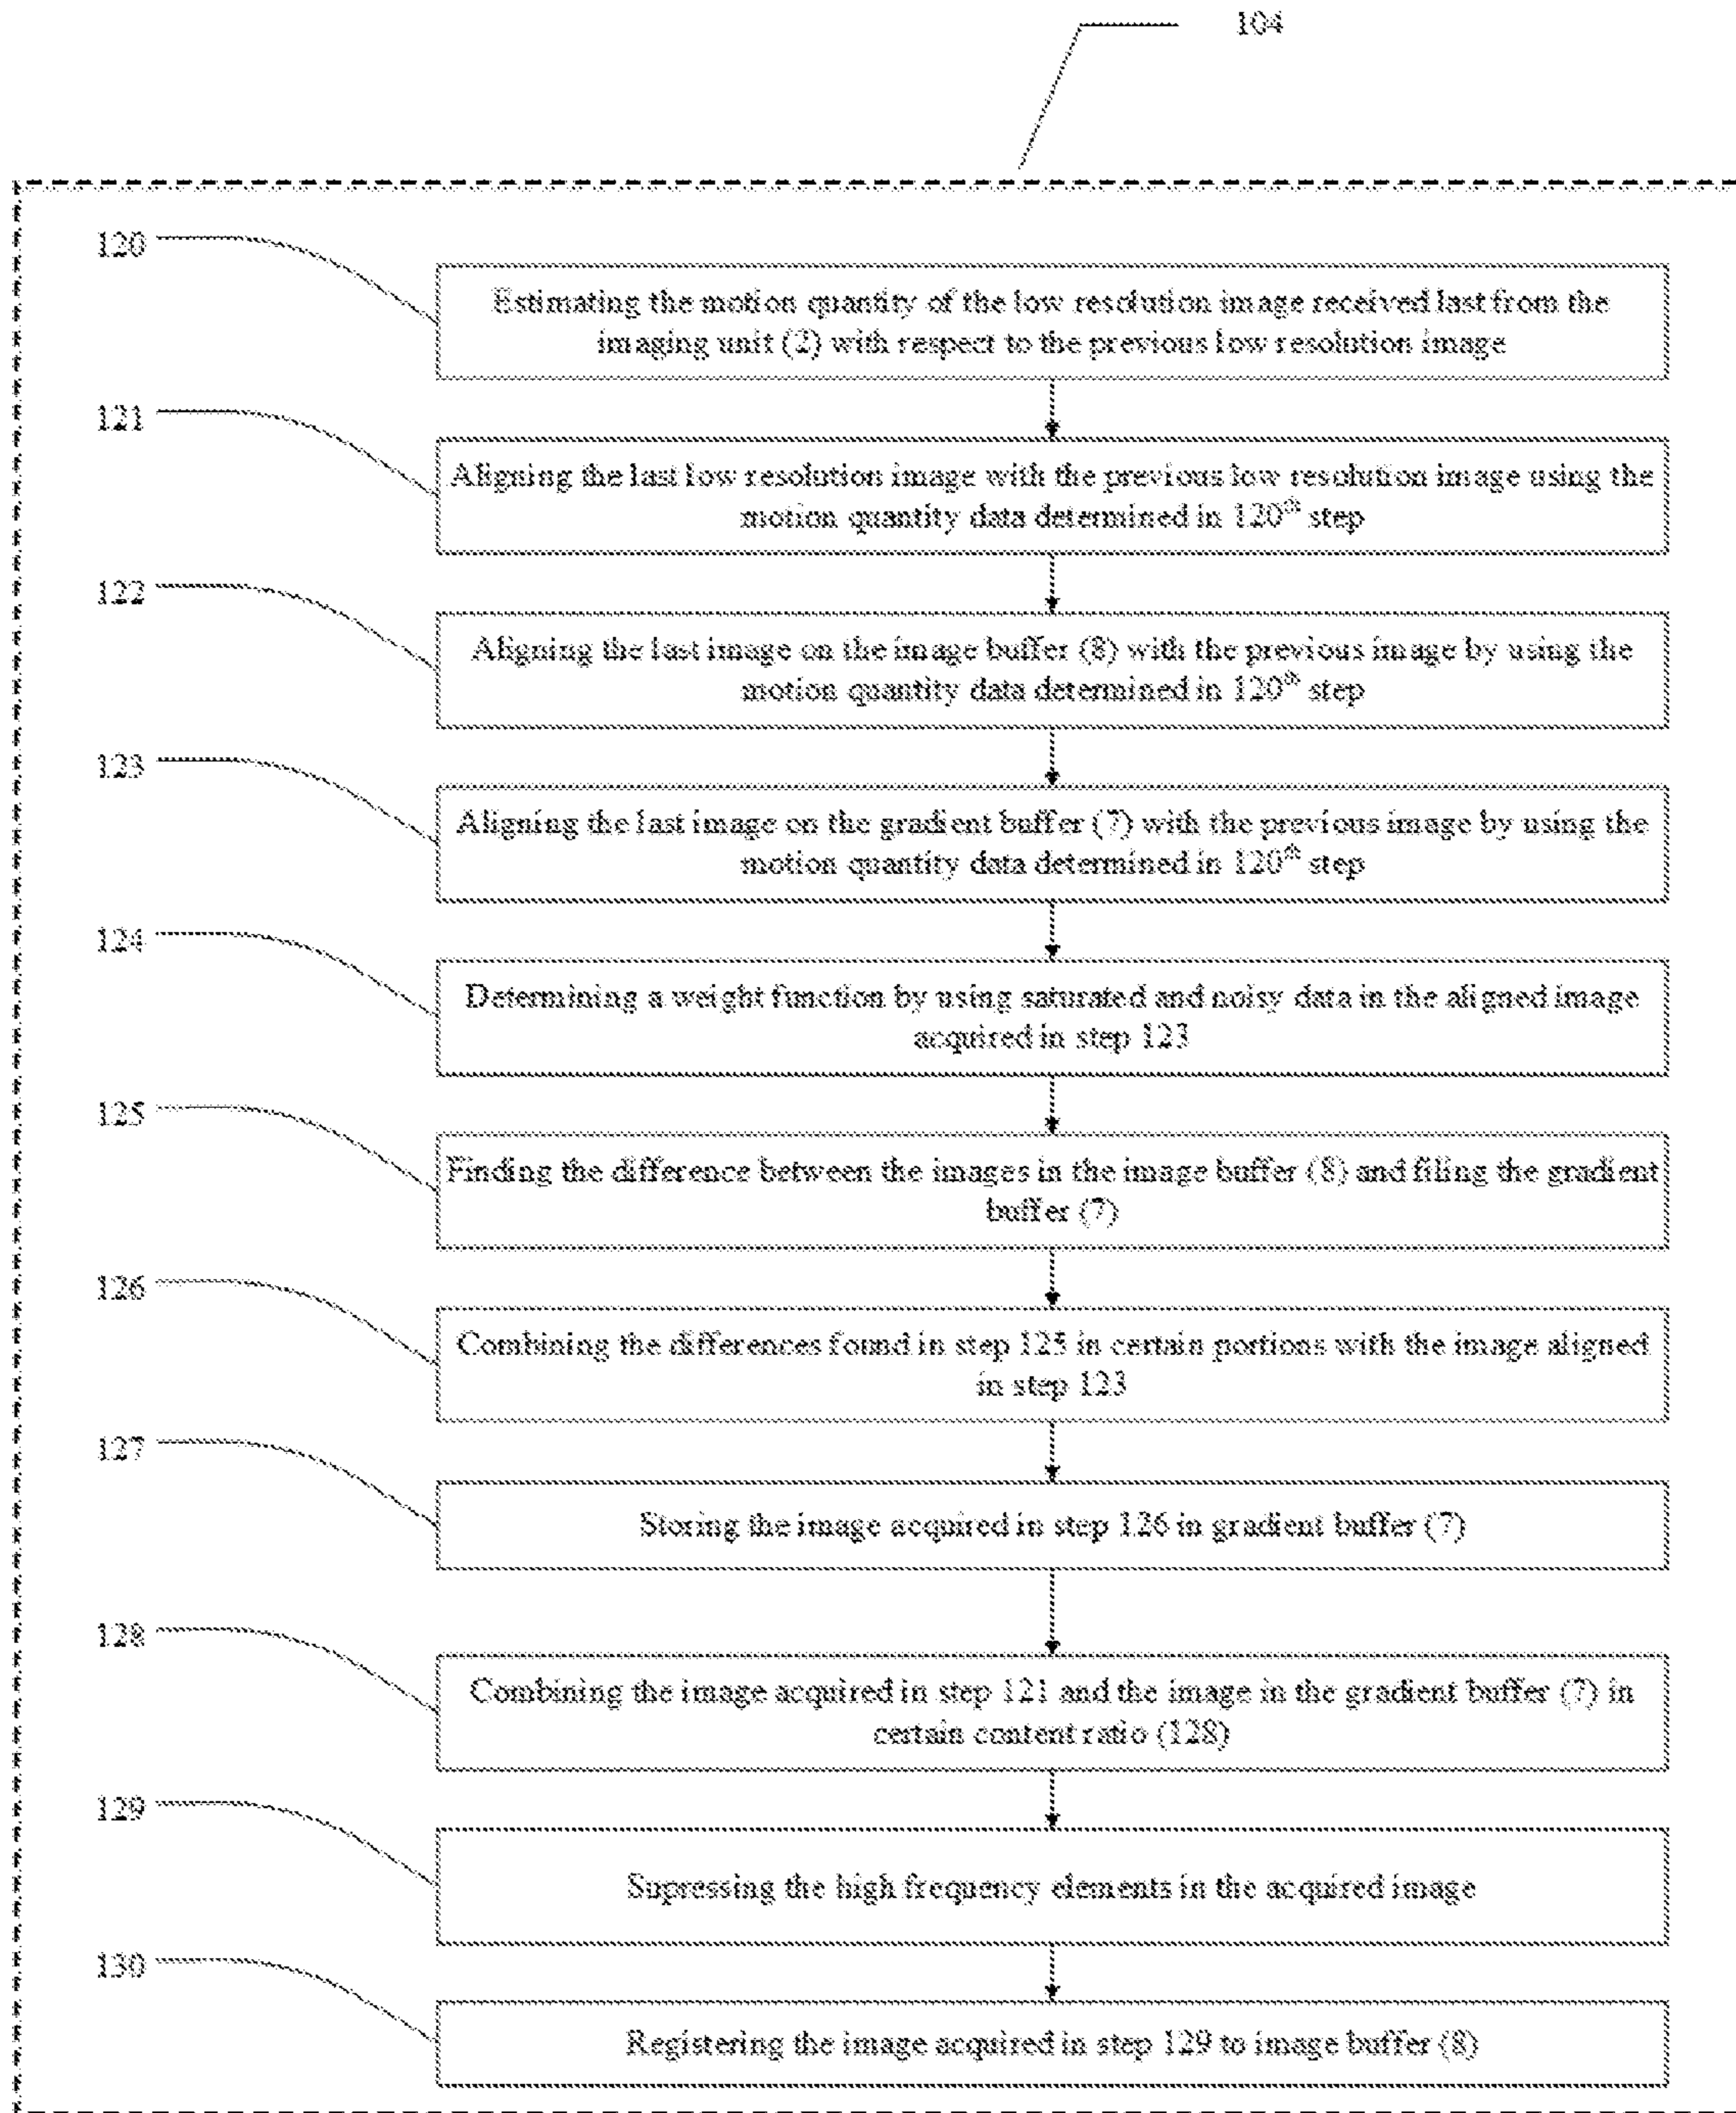 104
120
Estimating the motion quantity of the low resolution image received last from the
imaging unit (2) with respect to the previous low resolution image
121
Aligning the last low resolution image with the previous low resolution image using the
motion quantity data determined in 120th step
122
Aligning the last image on the image buffer (8) with the previous image by using the
motion quantity data determined in 120th step
123
Aligning the last image on the gradient buffer (7) with the previous image by using the
motion quantity data determined in 120th step
124
Determining a weight function by using saturated and noisy data in the aligned image
acquired in step 123
125
Finding the difference between the images in the image buffer (8) and filing the gradient
buffer (7)
126
Combining the differences found in step 125 in certain portions with the image aligned
in step 123
127
Storing the image acquired in step 126 in gradient buffer (7)
128
Combining the image acquired in step 121 and the image in the gradient buffer (7) in
certain content ratio (128)
129
Supressing the high frequency elements in the acquired image
130
Registering the image acquired in step 129 to image buffer (8)